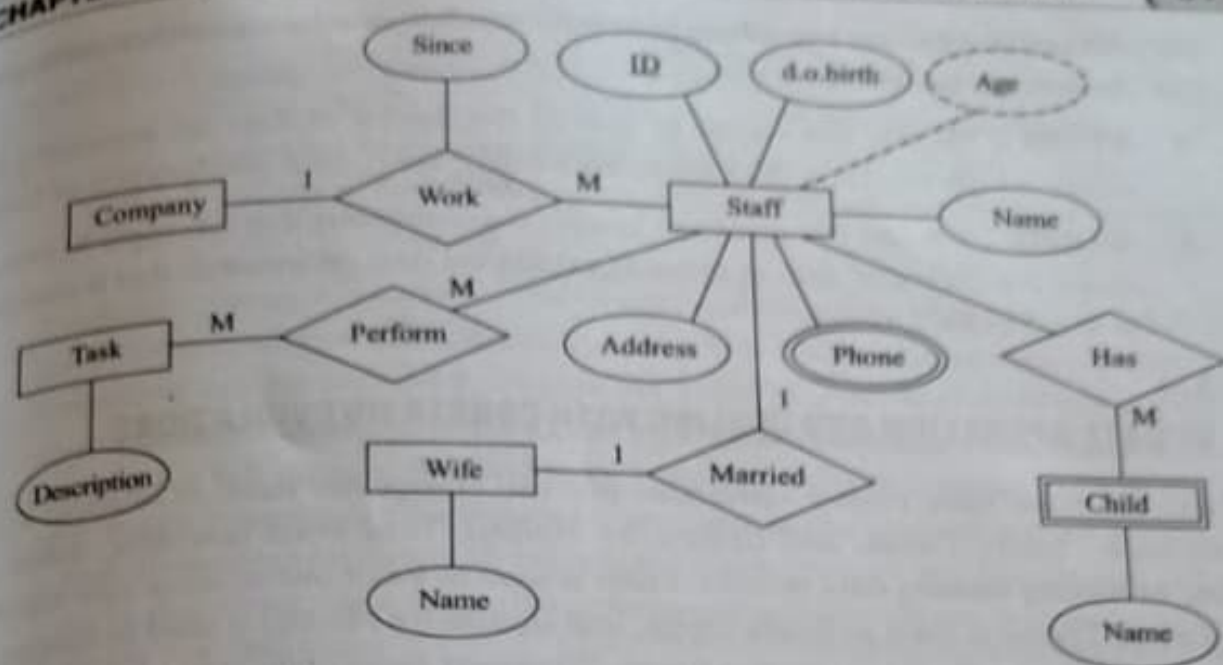 Since
ID
d.o.birth
Age
Company
1
Work
M
Staff
Name
M
Task
M
Perform
Address
Phone
Has
1
M
Description
Wife
1
Married
Child
Name
Name